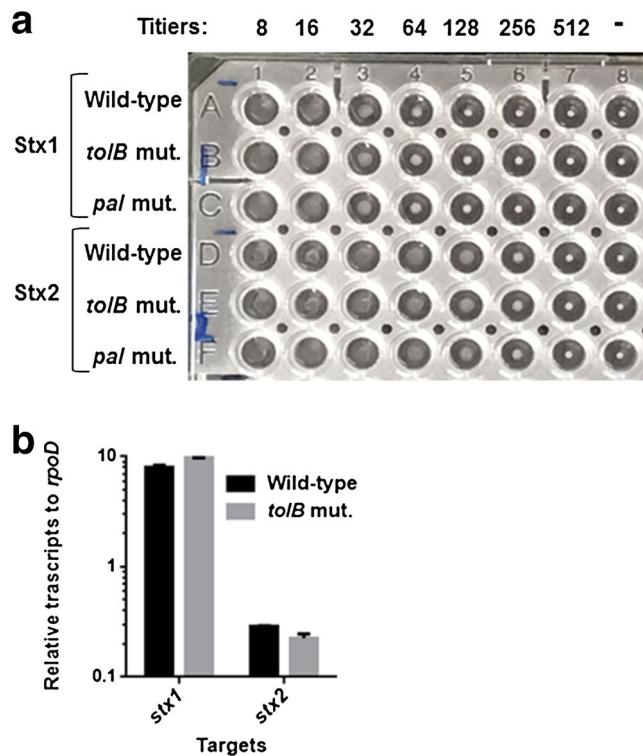 a
Titiers: 8 16 32 64 128 256 512 -
1 2 3 4 5 6 7 8
Stx1
Wild-type
A
tolB mut.
B
pal mut.
C
Stx2
Wild-type
D
tolB mut.
E
pal mut.
F
b
Relative trascripts to rpoD
10
1
0.1
Wild-type
tolB mut.
stx1 stx2
Targets